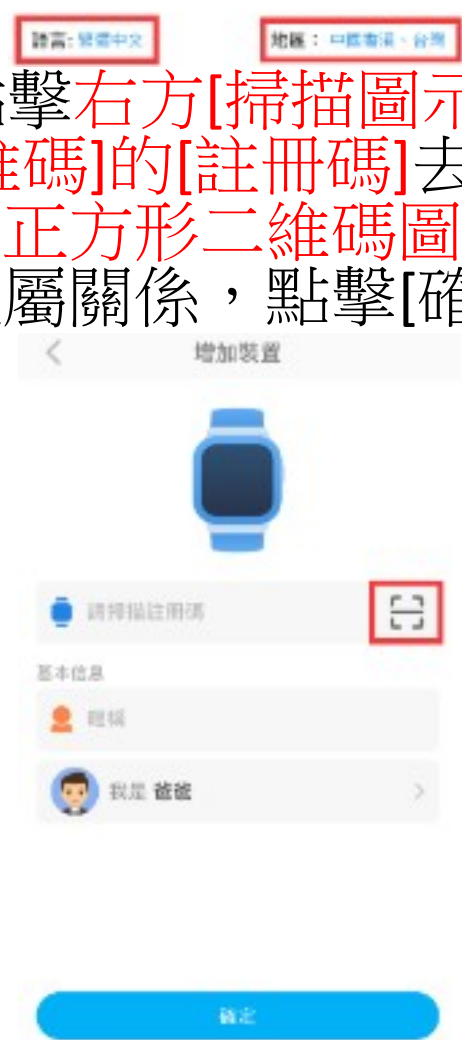 語言: 繁體中文 地區： 中國香港、台灣
點擊右方[掃描圖示
維碼]的[註冊碼]去
正方形二維碼圖
屬關係，點擊[確
增加裝置
請掃描註冊碼
基本信息
暱稱
我是 爸爸
確定